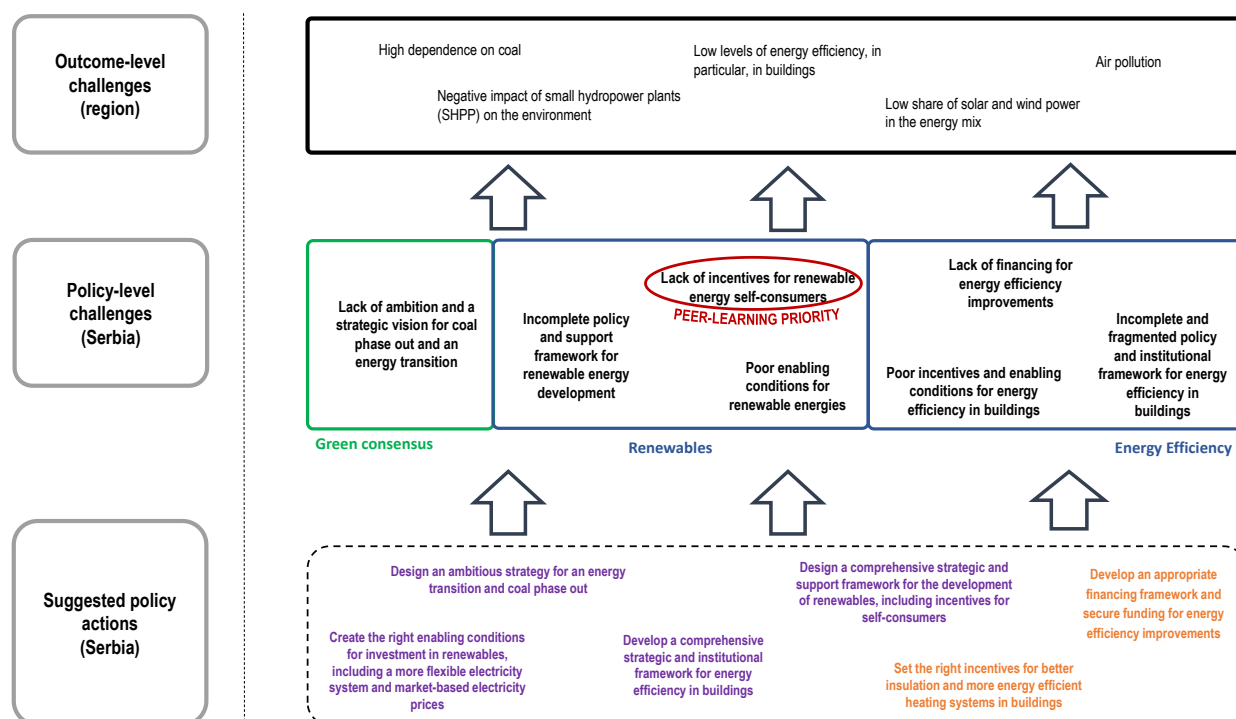 Outcome-level
challenges
(region)
High dependence on coal
Low levels of energy efficiency, in
particular, in buildings
Air pollution
Negative impact of small hydropower plants
(SHPP) on the environment
Low share of solar and wind power
in the energy mix
Policy-level
challenges
(Serbia)
Lack of ambition and a
strategic vision for coal
phase out and an
energy transition
Incomplete policy
and support
framework for
renewable energy
development
Lack of incentives for renewable
energy self-consumers
PEER-LEARNING PRIORITY
Poor enabling
conditions for
renewable energies
Lack of financing for
energy efficiency
improvements
Poor incentives and enabling
conditions for energy
efficiency in buildings
Incomplete and
fragmented policy
and institutional
framework for energy
efficiency in
buildings
Green consensus
Renewables
Energy Efficiency
Suggested policy
actions
(Serbia)
Design an ambitious strategy for an energy
transition and coal phase out
Design a comprehensive strategic and
support framework for the development
of renewables, including incentives for
self-consumers
Develop an appropriate
financing framework and
secure funding for energy
efficiency improvements
Create the right enabling conditions
for investment in renewables,
including a more flexible electricity
system and market-based electricity
prices
Develop a comprehensive
strategic and institutional
framework for energy
efficiency in buildings
Set the right incentives for better
insulation and more energy efficient
heating systems in buildings